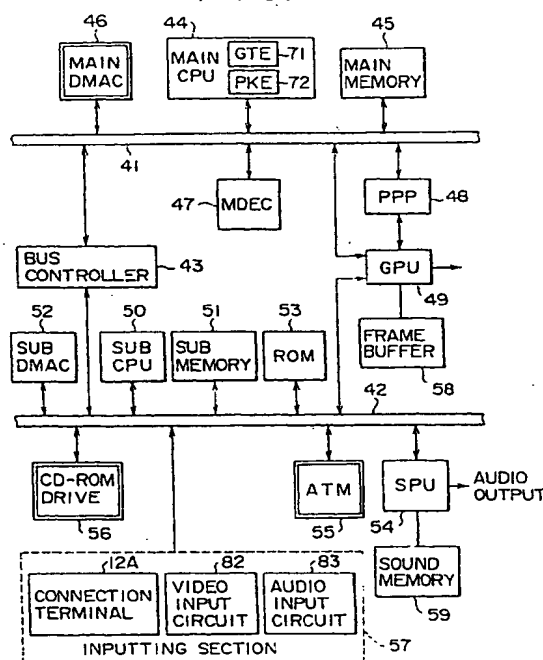 46
MAIN
DMAC
44
MAIN
CPU
GTE
71
PKE
72
45
MAIN
MEMORY
41
47
MDEC
PPP
48
BUS
CONTROLLER
43
GPU
49
52
SUB
DMAC
50
SUB
CPU
51
SUB
MEMORY
53
ROM
FRAME
BUFFER
58
42
CD-ROM
DRIVE
56
ATM
55
SPU
54
AUDIO
OUTPUT
12A
CONNECTION
TERMINAL
82
VIDEO
INPUT
CIRCUIT
83
AUDIO
INPUT
CIRCUIT
SOUND
MEMORY
59
57
INPUTTING SECTION